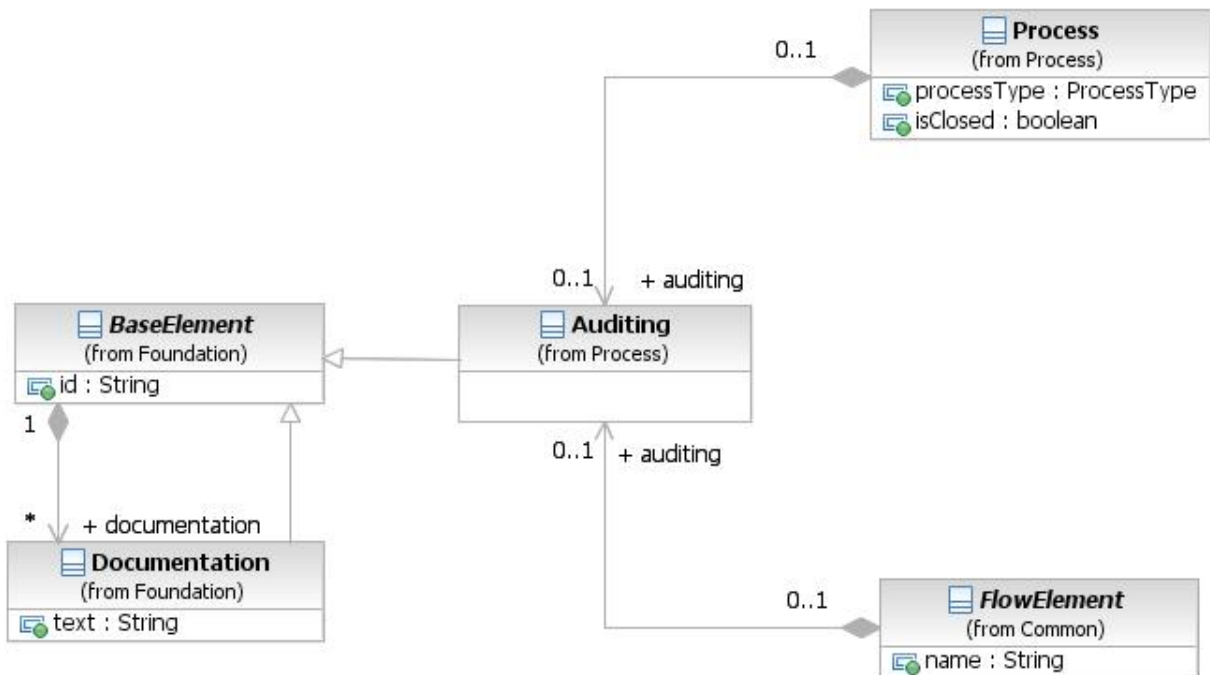 Process
(from Process)
processType : ProcessType
isClosed : boolean
0..1
0..1
+ auditing
BaseElement
(from Foundation)
id : String
Auditing
(from Process)
1
0..1
+ auditing
*
+ documentation
Documentation
(from Foundation)
text : String
0..1
FlowElement
(from Common)
name : String